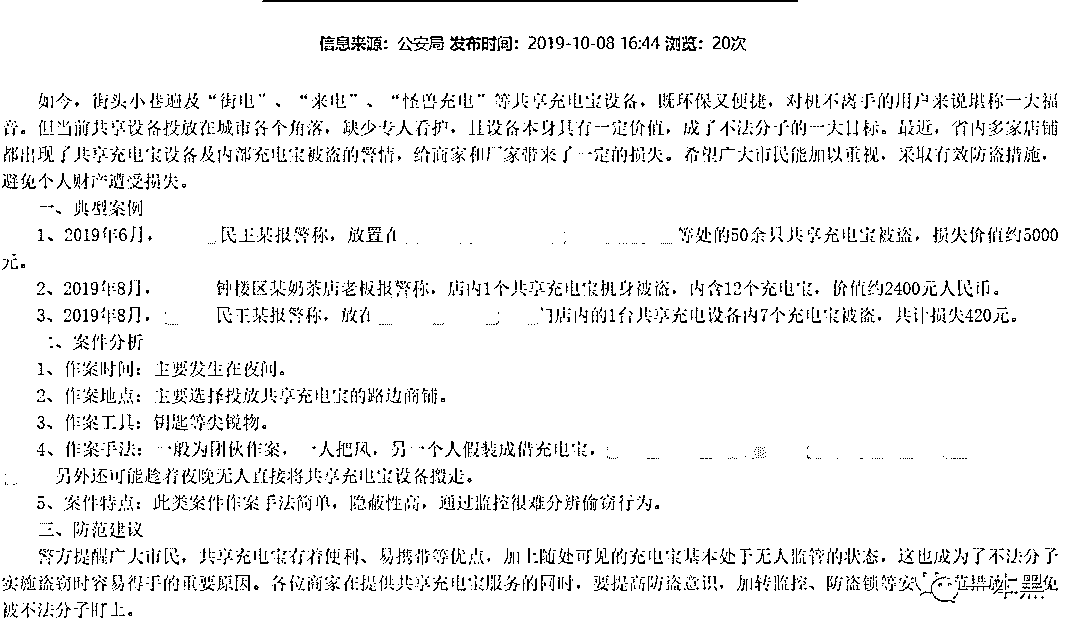 信息来源：公安局 发布时间：2019-10-08 16:44 浏览：20次
如今，街头小巷遍及“街电”、“来电”、“怪兽充电”等共享充电宝设备，既环保又便捷，对机不离手的用户来说堪称一大福
音。但当前共享设备投放在城市各个角落，缺少专人看护，且设备本身具有一定价值，成了不法分子的一大目标。最近，省内多家店铺
都出现了共享充电宝设备及内部充电宝被盗的警情，给商家和厂家带来了一定的损失。希望广大市民能加以重视，采取有效防盗措施，
避免个人财产遭受损失。
一、典型案例
1、2019年6月， 民王某报警称，放置在 等处的50余只共享充电宝被盗，损失价值约5000
元。
2、2019年8月， 钟楼区某奶茶店老板报警称，店内1个共享充电宝机身被盗，内含12个充电宝，价值约2400元人民币。
3、2019年8月， 民王某报警称，放在 门店内的1台共享充电设备内7个充电宝被盗，共计损失420元。
二、案件分析
1、作案时间：主要发生在夜间。
2、作案地点：主要选择投放共享充电宝的路边商铺。
3、作案工具：钥匙等尖锐物。
4、作案手法：一般为团伙作案，一人把风，另一个人假装成借充电宝，
另外还可能趁着夜晚无人直接将共享充电宝设备搬走。
5、案件特点：此类案件作案手法简单，隐蔽性高，通过监控很难分辨偷窃行为。
三、防范建议
警方提醒广大市民，共享充电宝有着便利、易携带等优点，加上随处可见的充电宝基本处于无人监管的状态，这也成为了不法分子
实施盗窃时容易得手的重要原因。各位商家在提供共享充电宝服务的同时，要提高防盗意识，加转监控、防盗锁等安 范措施 免
被不法分子盯上。